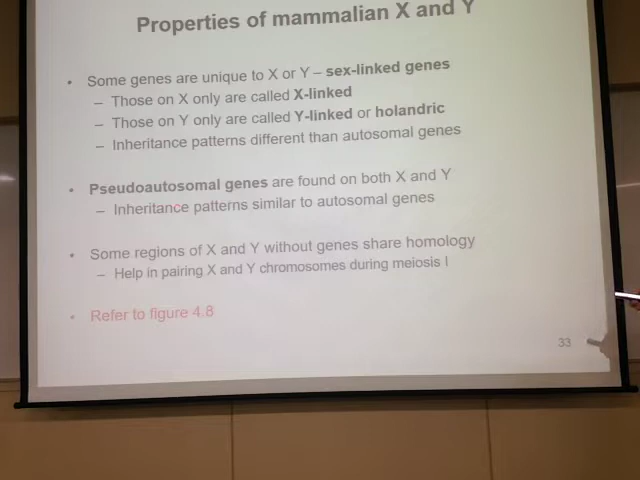 Properties of mammalian X and Y
• Some genes are unique to X or Y – sex-linked genes
– Those on X only are called X-linked
– Those on Y only are called Y-linked or holandric
– Inheritance patterns different than autosomal genes
• Pseudoautosomal genes are found on both X and Y
– Inheritance patterns similar to autosomal genes
• Some regions of X and Y without genes share homology
– Help in pairing X and Y chromosomes during meiosis I
• Refer to figure 4.8
33